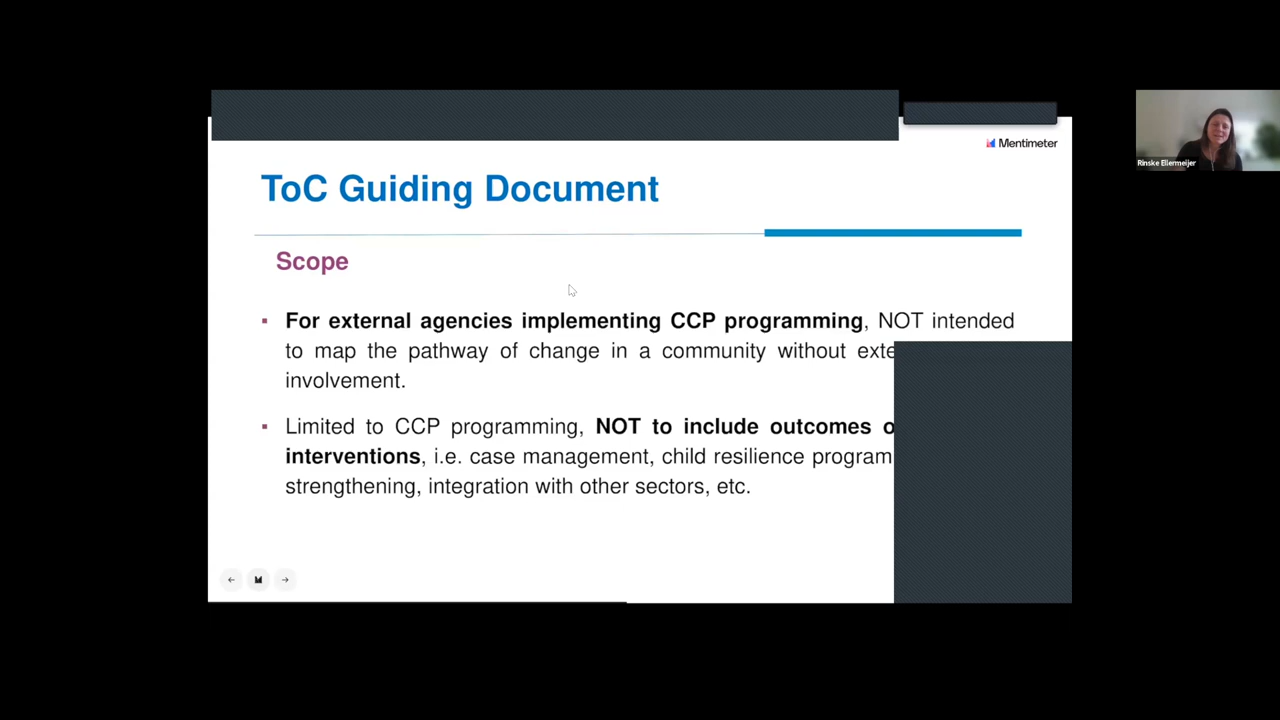 Mentimeter
Rinske Ellermeijer
ToC Guiding Document
Scope
▪ For external agencies implementing CCP programming, NOT intended
to map the pathway of change in a community without
involvement.
▪ Limited to CCP programming, NOT to include outcomes
interventions, i.e. case management, child resilience
strengthening, integration with other sectors, etc.